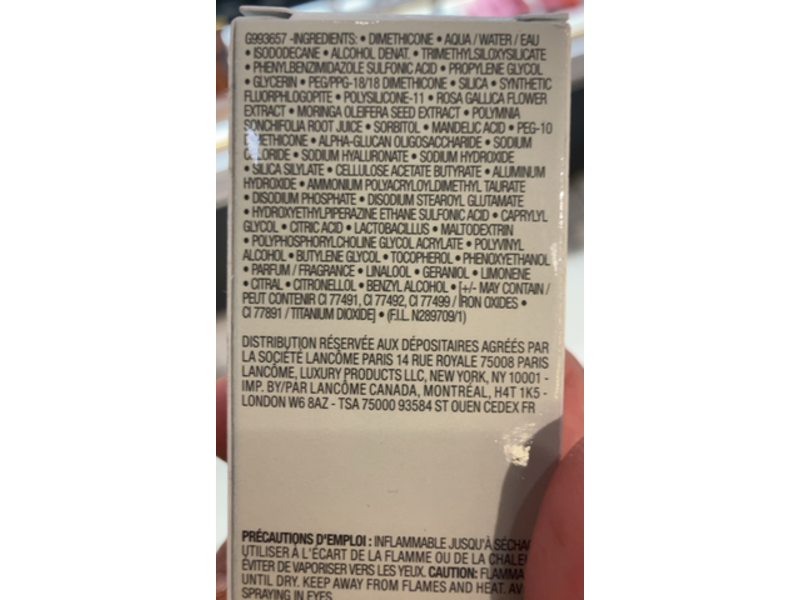 G993657 -INGREDIENTS: • DIMETHICONE • AQUA / WATER / EAU
• ISODODECANE • ALCOHOL DENAT. • TRIMETHYLSILOXYSILICATE
• PHENYLBENZIMIDAZOLE SULFONIC ACID • PROPYLENE GLYCOL
• GLYCERIN • PEG/PPG-18/18 DIMETHICONE • SILICA • SYNTHETIC
FLUORPHLOGOPITE • POLYSILICONE-11 • ROSA GALLICA FLOWER
EXTRACT • MORINGA OLEIFERA SEED EXTRACT • POLYMNIA
SONCHIFOLIA ROOT JUICE • SORBITOL • MANDELIC ACID • PEG-10
DIMETHICONE • ALPHA-GLUCAN OLIGOSACCHARIDE • SODIUM
CHLORIDE • SODIUM HYALURONATE • SODIUM HYDROXIDE
• SILICA SILYLATE • CELLULOSE ACETATE BUTYRATE • ALUMINUM
HYDROXIDE • AMMONIUM POLYACRYLOYLDIMETHYL TAURATE
• DISODIUM PHOSPHATE • DISODIUM STEAROYL GLUTAMATE
• HYDROXYETHYLPIPERAZINE ETHANE SULFONIC ACID • CAPRYLYL
GLYCOL • CITRIC ACID • LACTOBACILLUS • MALTODEXTRIN
• POLYPHOSPHORYLCHOLINE GLYCOL ACRYLATE • POLYVINYL
ALCOHOL • BUTYLENE GLYCOL • TOCOPHEROL • PHENOXYETHANOL
• PARFUM / FRAGRANCE • LINALOOL • GERANIOL • LIMONENE
• CITRAL • CITRONELLOL • BENZYL ALCOHOL • [+/- MAY CONTAIN /
PEUT CONTENIR CI 77491, CI 77492, CI 77499 / IRON OXIDES •
CI 77891 / TITANIUM DIOXIDE] • (F.I.L. N289709/1)
DISTRIBUTION RÉSERVÉE AUX DÉPOSITAIRES AGRÉÉS PAR
LA SOCIÉTÉ LANCÔME PARIS 14 RUE ROYALE 75008 PARIS
LANCÔME, LUXURY PRODUCTS LLC, NEW YORK, NY 10001 -
IMP. BY/PAR LANCÔME CANADA, MONTRÉAL, H4T 1K5 -
LONDON W6 8AZ - TSA 75000 93584 ST OUEN CEDEX FR
PRÉCAUTIONS D'EMPLOI : INFLAMMABLE JUSQU'À SÉCHA
UTILISER À L'ÉCART DE LA FLAMME OU DE LA CHALE
ÉVITER DE VAPORISER VERS LES YEUX. CAUTION: FLAMMA
UNTIL DRY. KEEP AWAY FROM FLAMES AND HEAT. AV
SPRAYING IN EYES.